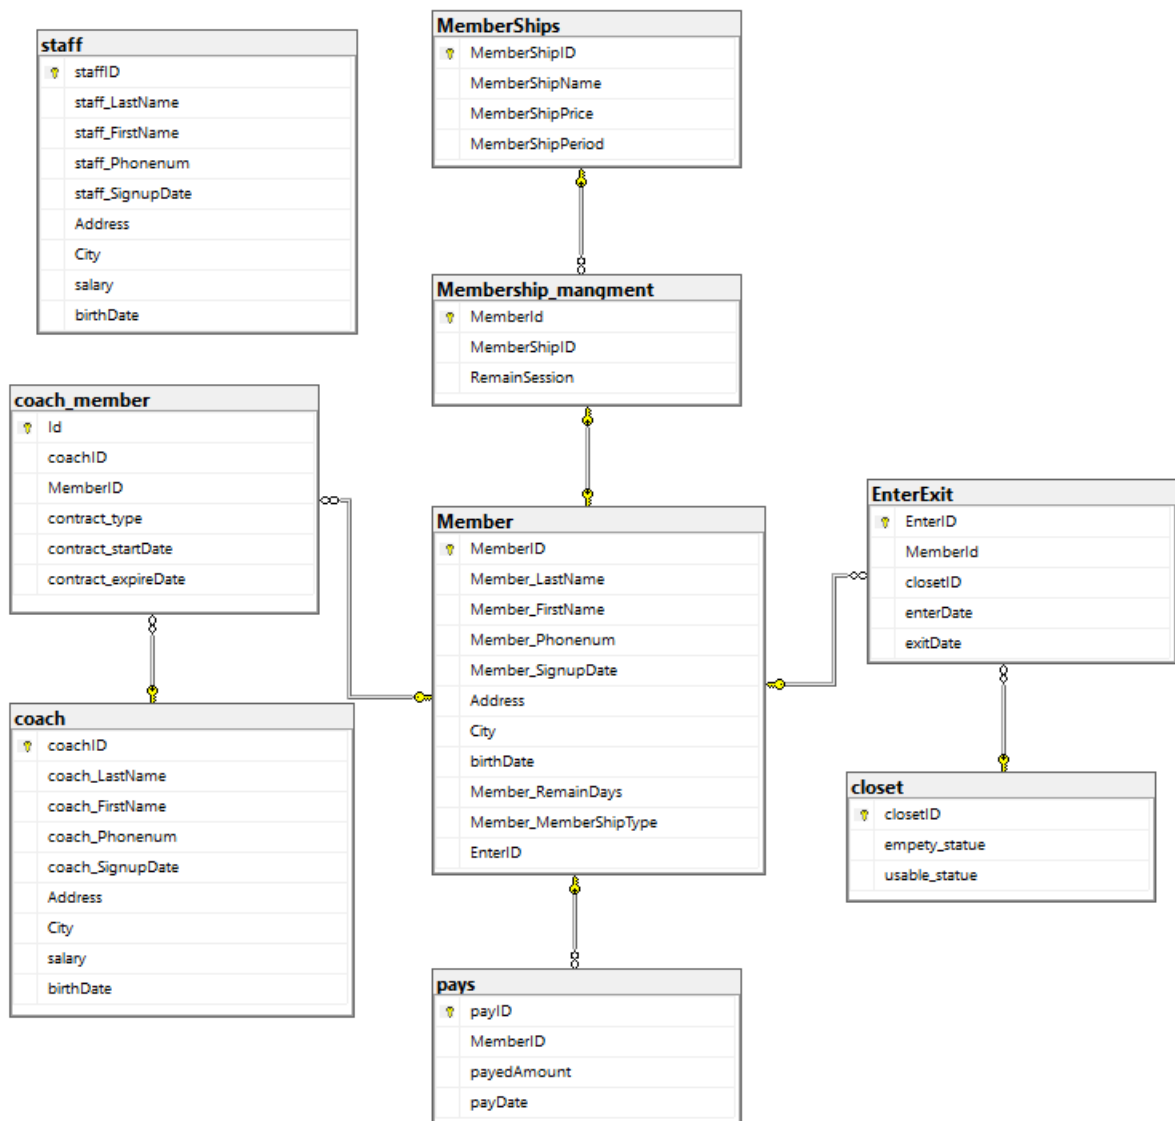 staff
staffID
staff_LastName
staff_FirstName
staff_Phonenum
staff_SignupDate
Address
City
salary
birthDate
MemberShips
MemberShipID
MemberShipName
MemberShipPrice
MemberShipPeriod
Membership_mangment
MemberId
MemberShipID
RemainSession
coach_member
Id
coachID
MemberID
contract_type
contract_startDate
contract_expireDate
Member
MemberID
Member_LastName
Member_FirstName
Member_Phonenum
Member_SignupDate
Address
City
birthDate
Member_RemainDays
Member_MemberShipType
EnterID
EnterExit
EnterID
MemberId
closetID
enterDate
exitDate
coach
coachID
coach_LastName
coach_FirstName
coach_Phonenum
coach_SignupDate
Address
City
salary
birthDate
closet
closetID
empety_statue
usable_statue
pays
payID
MemberID
payedAmount
payDate